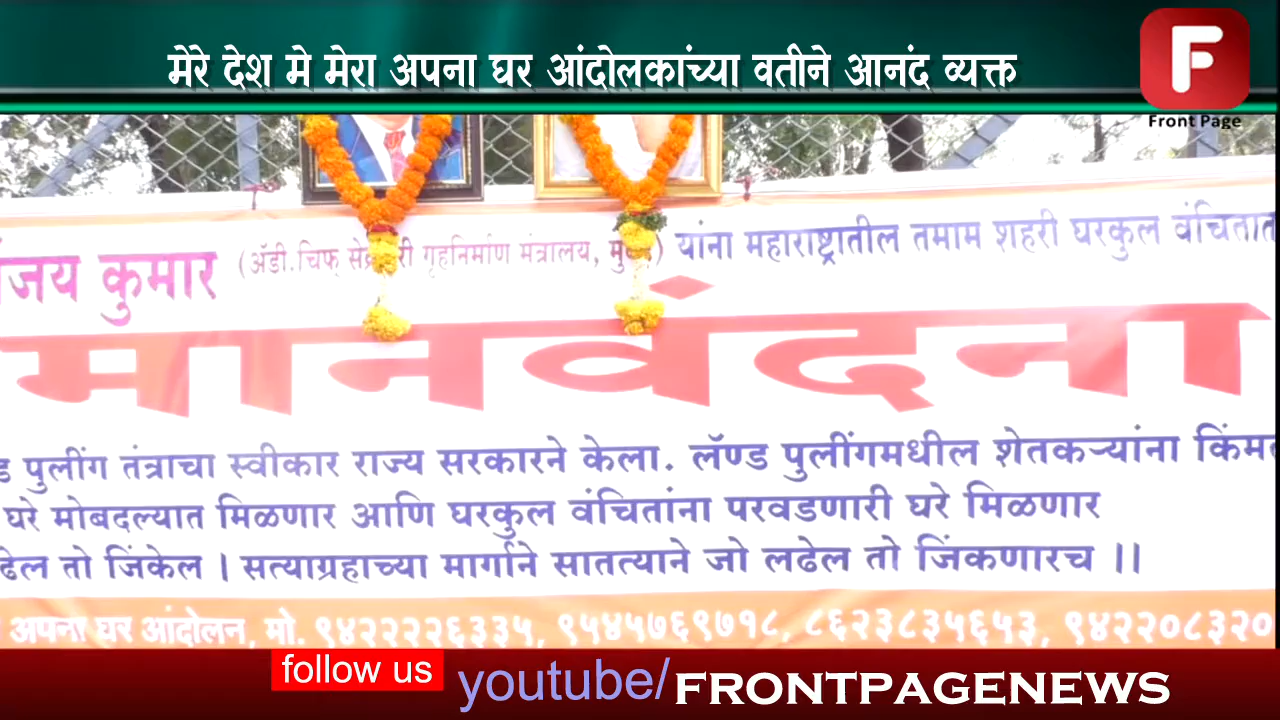 मेरे देश मे मेरा अपना घर आंदोलकांच्या वतीने आनंद व्यक्त
F
Front Page
कुमार (ॲडी.चिफ गृहनिर्माण मंत्रालय, यांना महाराष्ट्रातील तमाम शहरी घरकुल
मानवंदना
पुलींग तंत्राचा स्वीकार राज्य सरकारने केला. लॅण्ड पुलींगमधील शेतकऱ्यांना
घरे मोबदल्यात मिळणार आणि घरकुल वंचितांना परवडणारी घरे मिळणार
तो जिंकेल । सत्याग्रहाच्या मार्गाने सातत्याने जो लढेल तो जिंकणारच ।।
अपना घर आंदोलन, मो. ९४२२२२६३३५, ९५४५७६९७१८, ८६२३८३५६५३, ९४२२०८३२०
follow us youtube/FRONTPAGENEWS